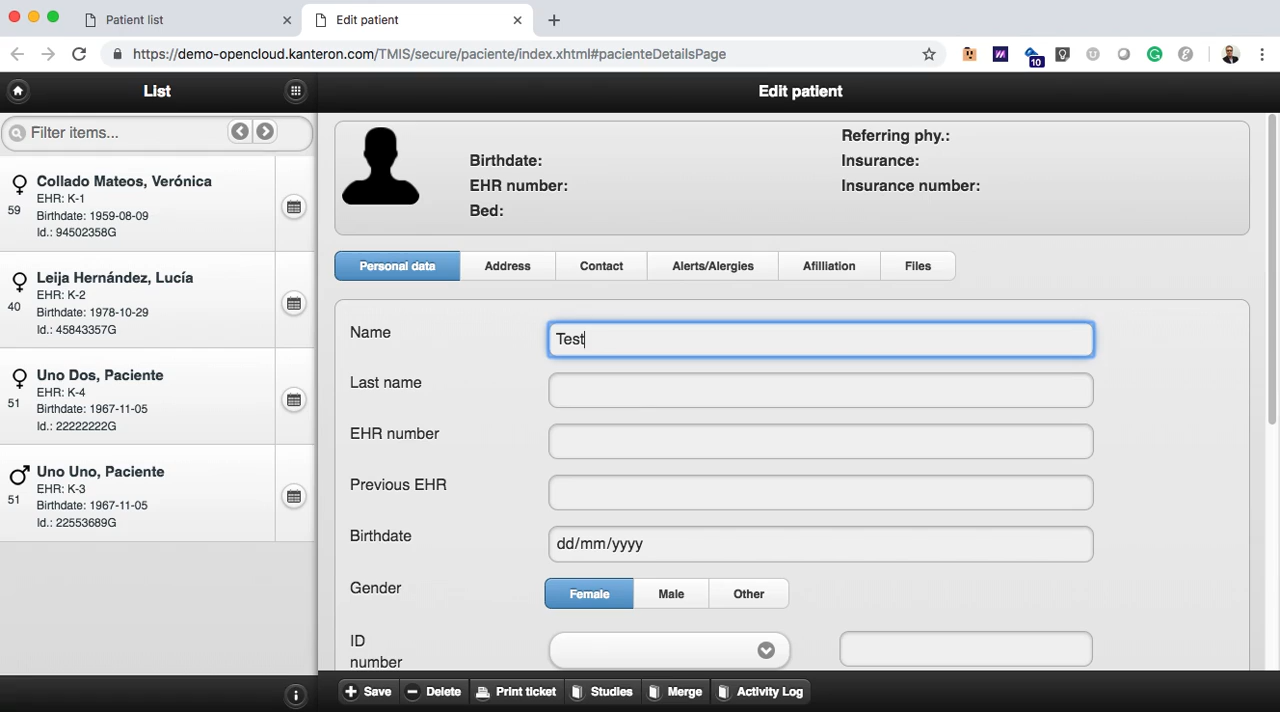 Patient list
Edit patient
https://demo-opencloud.kanteron.com/TMIS/secure/paciente/index.xhtml#pacienteDetailsPage
10
List
Edit patient
Filter items...
Collado Mateos, Verónica
EHR: K-1
59
Birthdate: 1959-08-09
Id.: 94502358G
Leija Hernández, Lucía
EHR: K-2
40
Birthdate: 1978-10-29
Id.: 45843357G
Uno Dos, Paciente
EHR: K-4
51
Birthdate: 1967-11-05
Id.: 22222222G
Uno Uno, Paciente
EHR: K-3
51
Birthdate: 1967-11-05
Id.: 22553689G
Birthdate:
EHR number:
Bed:
Referring phy.:
Insurance:
Insurance number:
Personal data
Address
Contact
Alerts/Alergies
Afilliation
Files
Name
Test
Last name
EHR number
Previous EHR
Birthdate
dd/mm/yyyy
Gender
Female
Male
Other
ID
number
Save
Delete
Print ticket
Studies
Merge
Activity Log